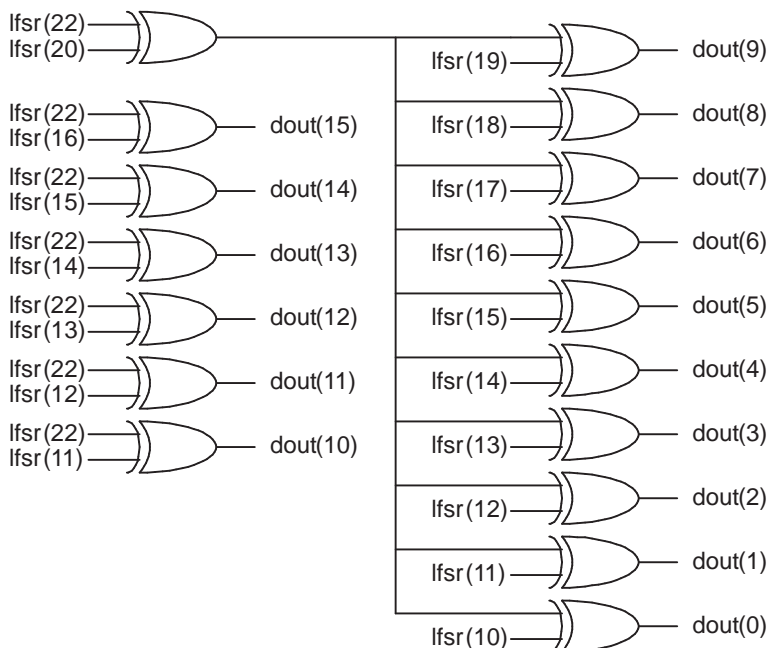 lfsr(22)
lfsr(20)
lfsr(22)
lfsr(16)
dout(15)
lfsr(22)
lfsr(15)
dout(14)
lfsr(22)
lfsr(14)
dout(13)
lfsr(22)
lfsr(13)
dout(12)
lfsr(22)
lfsr(12)
dout(11)
lfsr(22)
lfsr(11)
dout(10)
lfsr(19)
dout(9)
lfsr(18)
dout(8)
lfsr(17)
dout(7)
lfsr(16)
dout(6)
lfsr(15)
dout(5)
lfsr(14)
dout(4)
lfsr(13)
dout(3)
lfsr(12)
dout(2)
lfsr(11)
dout(1)
lfsr(10)
dout(0)